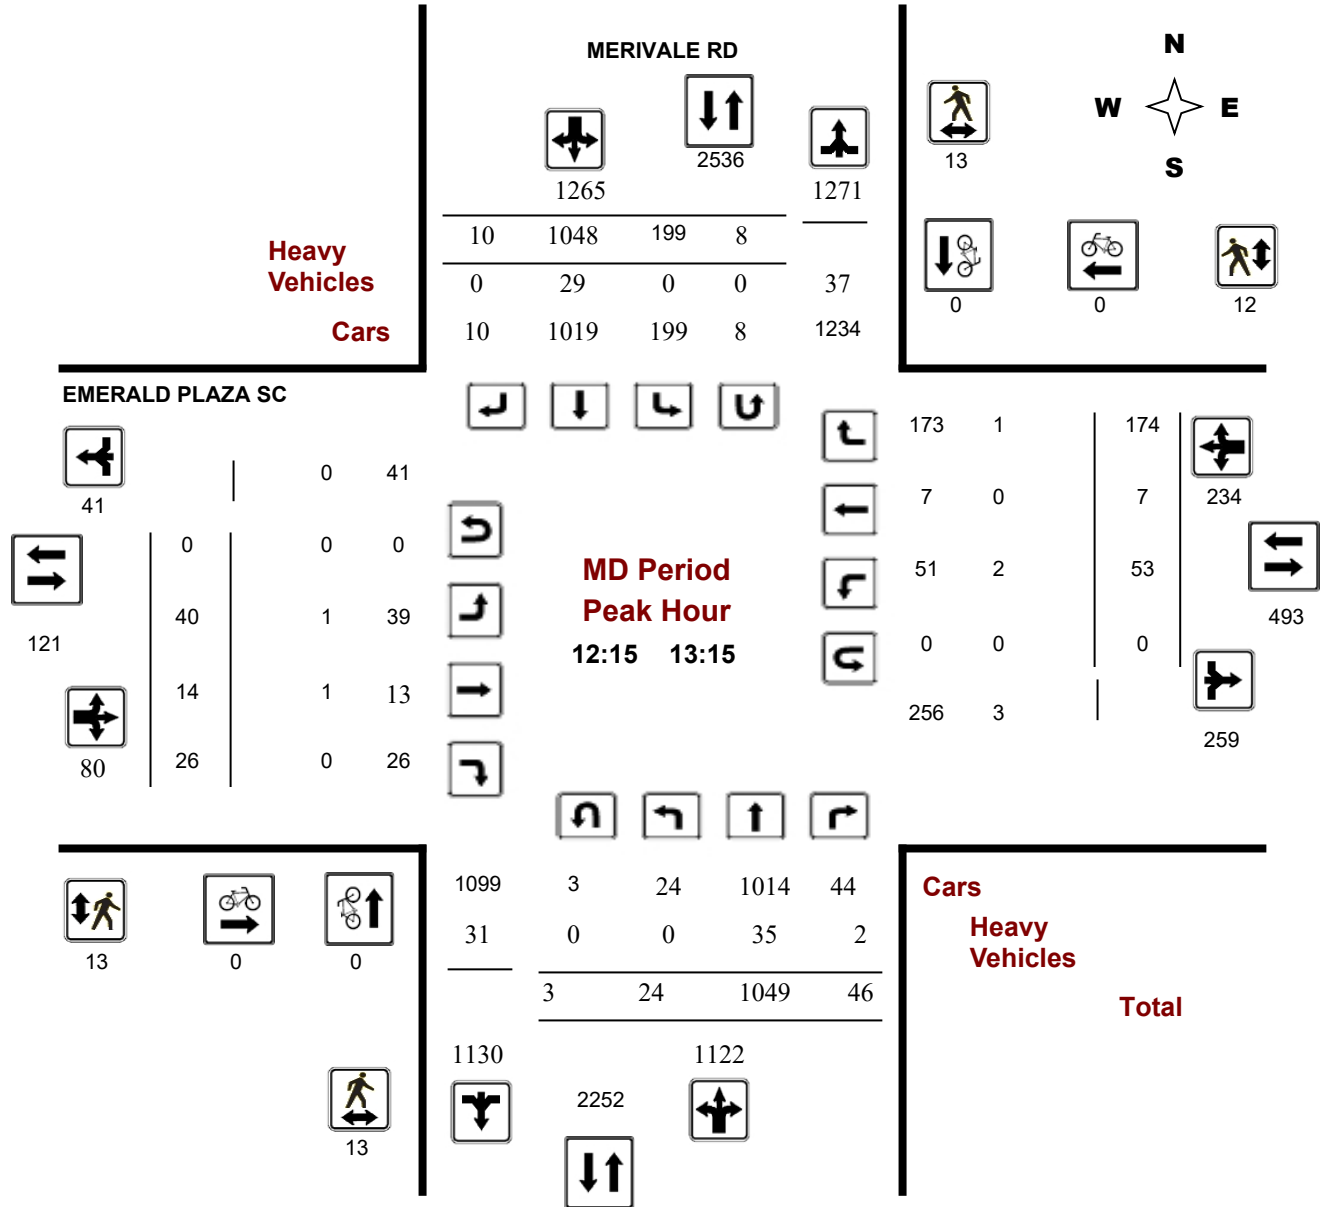 MERIVALE RD
N
W E
S
2536
13
1265
1271
10 1048 199 8
Heavy
Vehicles
0 29 0 0 37
0 0 12
Cars
10 1019 199 8 1234
EMERALD PLAZA SC
173 1 174
0 41
41
7 0 7 234
0 0 0
MD Period
51 2 53
Peak Hour
40 1 39
493
121
12:15 13:15
0 0 0
14 1 13
256 3
259
80
26 0 26
1099 3 24 1014 44
Cars
31 0 0 35 2
Heavy
Vehicles
13 0 0
3 24 1049 46
Total
1130 1122
2252
13